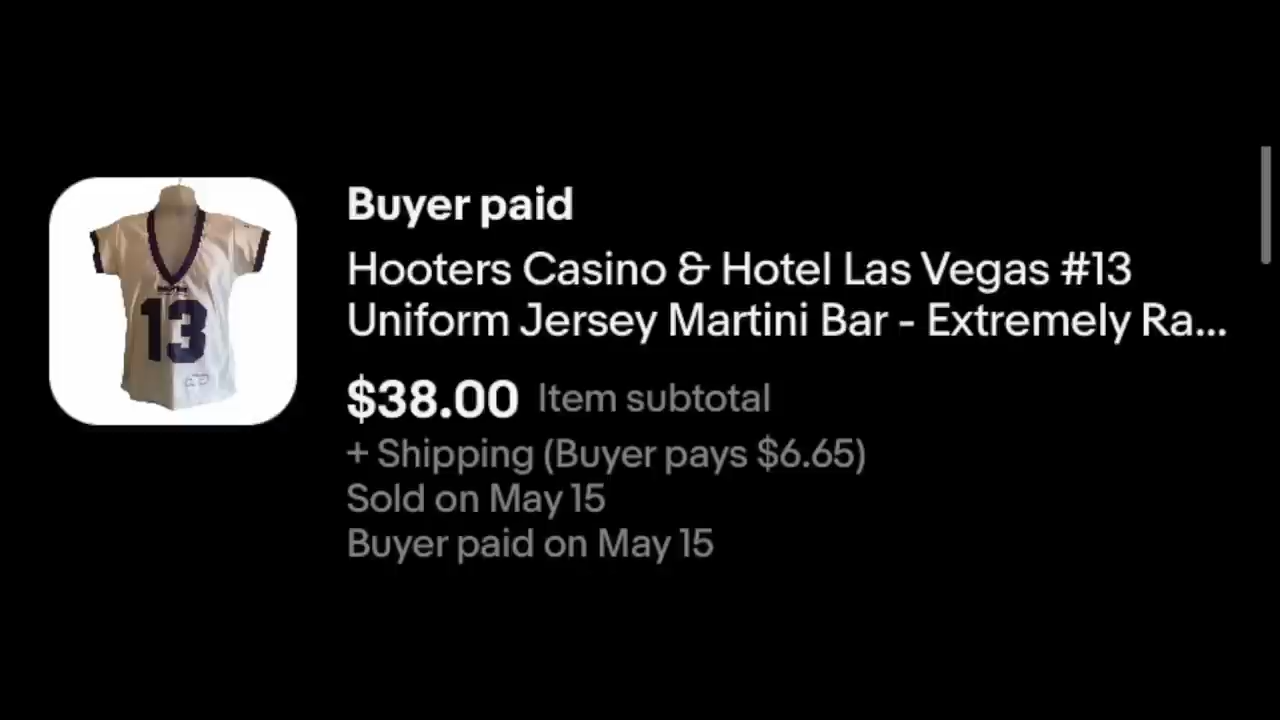 Buyer paid
Hooters Casino & Hotel Las Vegas #13
Uniform Jersey Martini Bar - Extremely Ra...
$38.00 Item subtotal
+ Shipping (Buyer pays $6.65)
Sold on May 15
Buyer paid on May 15
13